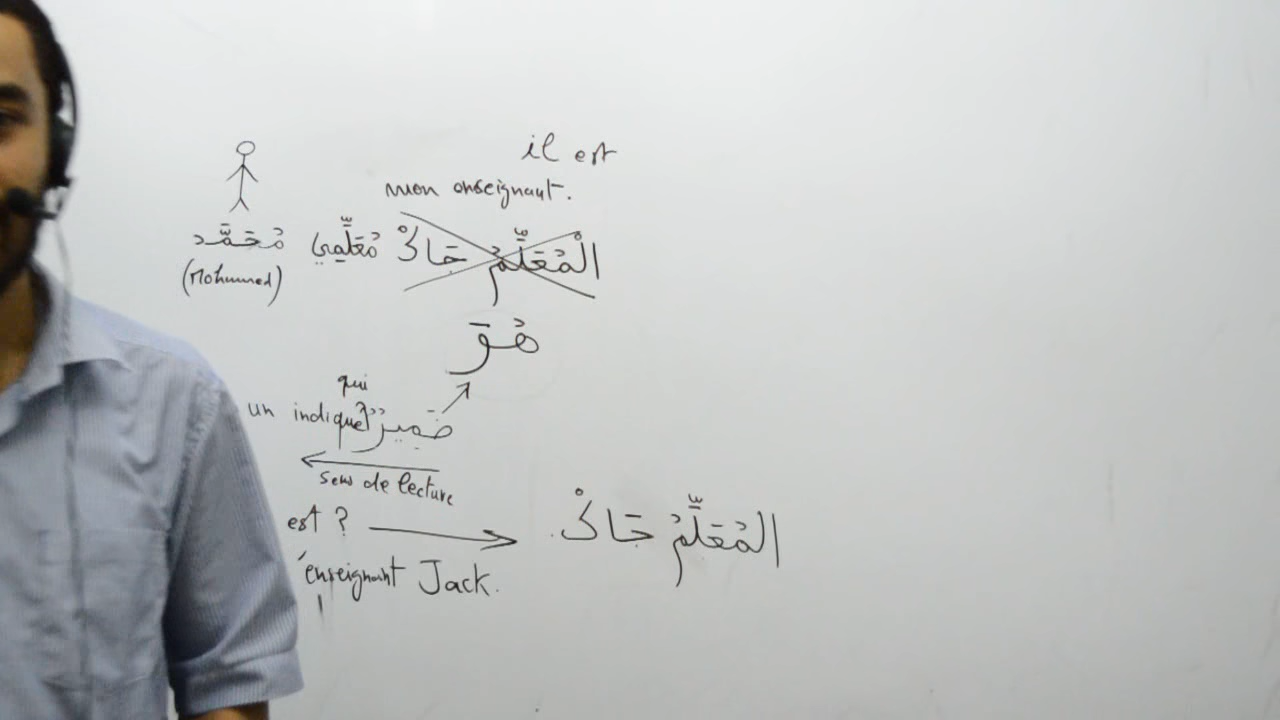 il est
mon enseignant.
الْمُعَلِّمُ جَاكْ مُعَلِّمِي مُحَمَّد
(Mohammed)
هُوَ
qui
un indique? ضَمِيرٌ
sens de lecture
est ? الْمُعَلِّمُ جَاكْ.
'enseignant Jack.